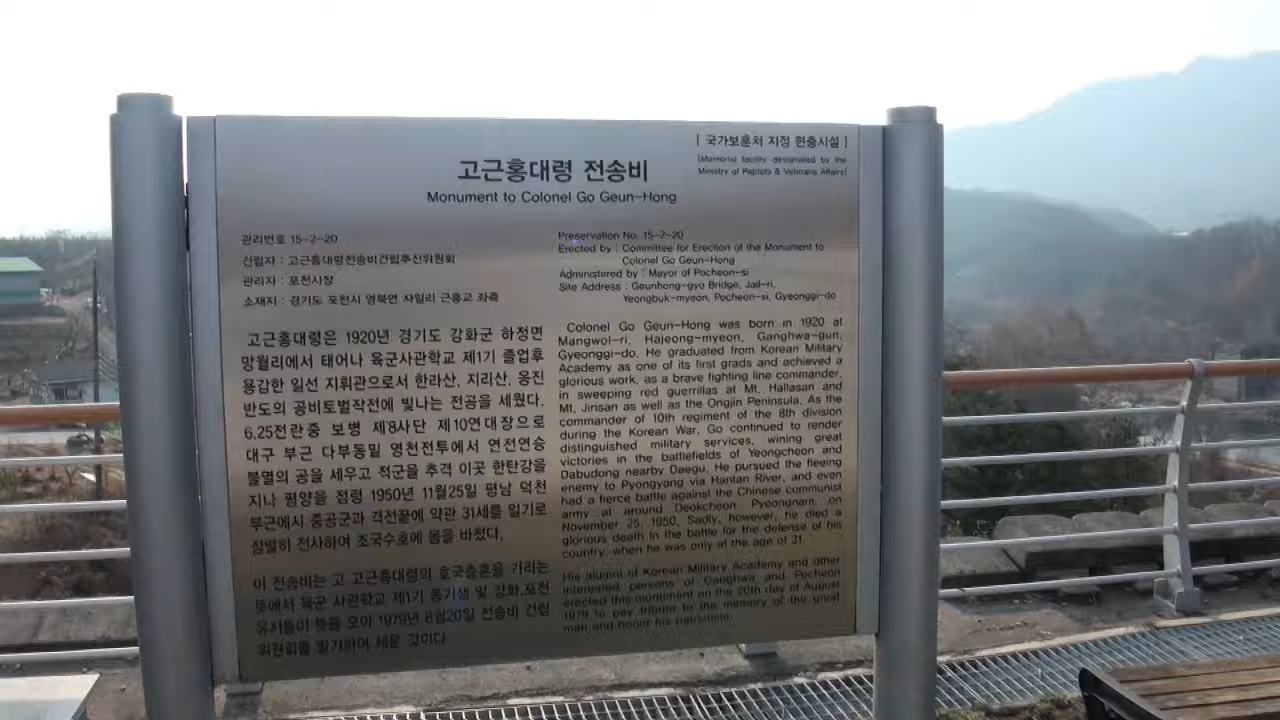 [ 국가보훈처 지정 현충시설 ]
[Memorial facility designated by the
Ministry of Patriots & Veterans Affairs]
고근홍대령 전송비
Monument to Colonel Go Geun-Hong
관리번호 15-2-20
건립자 : 고근홍대령전송비건립추진위원회
관리자 : 포천시장
소재지 : 경기도 포천시 영북면 자일리 근홍교 좌측
고근홍대령은 1920년 경기도 강화군 하정면
망월리에서 태어나 육군사관학교 제1기 졸업후
용감한 일선 지휘관으로서 한라산, 지리산, 옹진
반도의 공비토벌작전에 빛나는 전공을 세웠다.
6.25전란중 보병 제8사단 제10연대장으로
대구 부근 다부동밑 영천전투에서 연전연승
불멸의 공을 세우고 적군을 추격 이곳 한탄강을
지나 평양을 점령 1950년 11월25일 평남 덕천
부근에서 중공군과 격전끝에 약관 31세를 일기로
장별히 전사하여 조국수호에 몸을 바쳤다.
이 전송비는 고 고근홍대령의 호국충혼을 기리는
뜻에서 육군 사관학교 제1기 동기생 및 강화.포천
유지들이 뜻을 모아 1979년 8월20일 전송비 건립
위원회를 발기하여 세운 것이다.
Preservation No. 15-2-20
Erected by : Committee for Erection of the Monument to
Colonel Go Geun-Hong
Administered by : Mayor of Pocheon-si
Site Address : Geunhong-gyo Bridge, Jail-ri,
Yeongbuk-myeon, Pocheon-si, Gyeonggi-do
Colonel Go Geun-Hong was born in 1920 at
Mangwol-ri, Hajeong-myeon, Ganghwa-gun,
Gyeonggi-do. He graduated from Korean Military
Academy as one of its first grads and achieved a
glorious work, as a brave fighting line commander,
in sweeping red guerrillas at Mt. Hallasan and
Mt. Jirisan as well as the Ongjin Peninsula. As the
commander of 10th regiment of the 8th division
during the Korean War, Go continued to render
distinguished military services, wining great
victories in the battlefields of Yeongcheon and
Dabudong nearby Daegu. He pursued the fleeing
enemy to Pyongyang via Hantan River, and even
had a fierce battle against the Chinese communist
army at around Deokcheon Pyeongnam, on
November 25, 1950. Sadly, however, he died a
glorious death in the battle for the defense of his
country, when he was only at the age of 31.
His alumni of Korean Military Academy and other
interested persons of Ganghwa and Pocheon
erected this monument on the 20th day of August
1979 to pay tribute to the memory of the great
man and honor his patriotism.